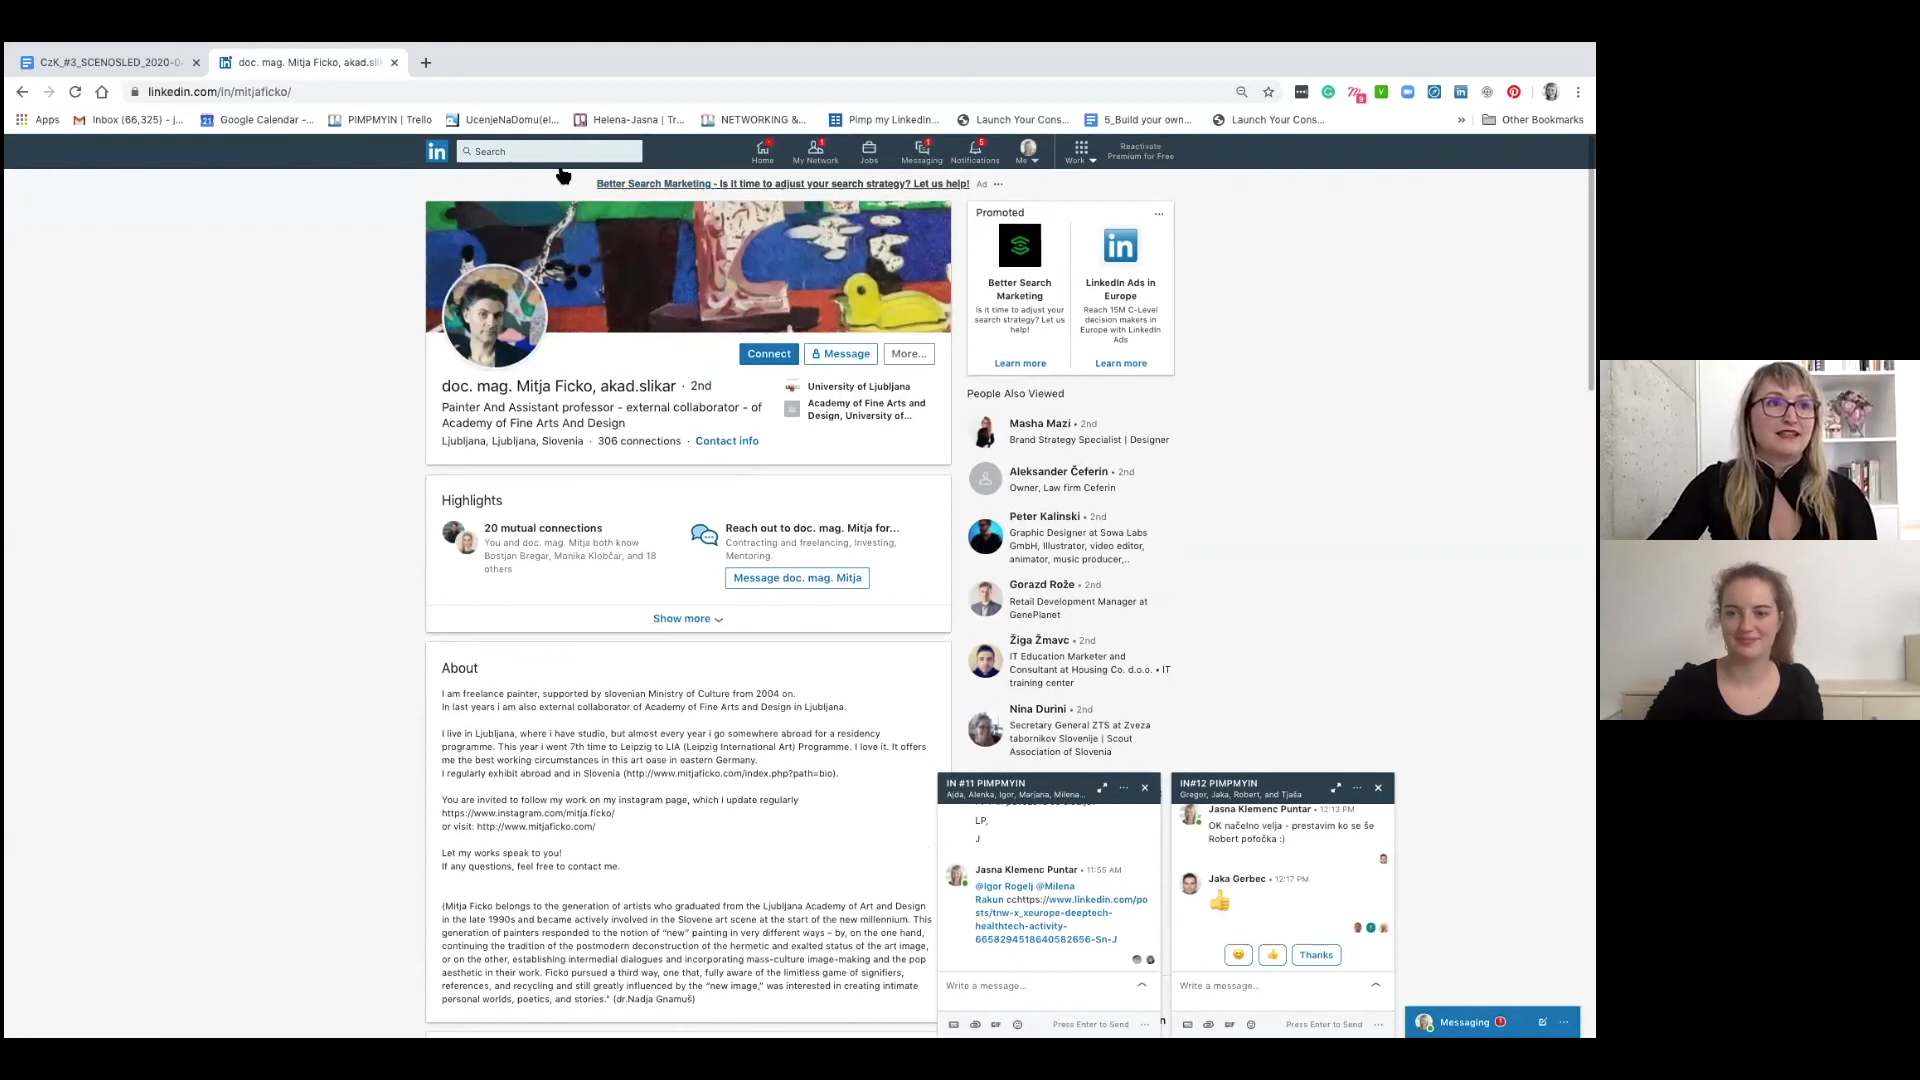 CzK_#3_SCENOSLED_2020-0
doc. mag. Mitja Ficko, akad.sli
linkedin.com/in/mitjaficko/
Apps
Inbox (66,325) - j...
Google Calendar -...
PIMPMYIN | Trello
UcenjeNaDomu(el...
Helena-Jasna | Tr...
NETWORKING &...
Pimp my LinkedIn...
Launch Your Cons...
5_Build your own...
Launch Your Cons...
»
Other Bookmarks
in
Search
Home
My Network
Jobs
Messaging
Notifications
Me
Work
Reactivate
Premium for Free
Better Search Marketing - Is it time to adjust your search strategy? Let us help! Ad ···
Connect
Message
More...
doc. mag. Mitja Ficko, akad.slikar · 2nd
Painter And Assistant professor - external collaborator - of
Academy of Fine Arts And Design
Ljubljana, Ljubljana, Slovenia · 306 connections · Contact info
University of Ljubljana
Academy of Fine Arts and
Design, University of...
Highlights
20 mutual connections
You and doc. mag. Mitja both know
Bostjan Bregar, Monika Klobčar, and 18
others
Reach out to doc. mag. Mitja for...
Contracting and freelancing, Investing,
Mentoring.
Message doc. mag. Mitja
Show more
About
I am freelance painter, supported by slovenian Ministry of Culture from 2004 on.
In last years i am also external collaborator of Academy of Fine Arts and Design in Ljubljana.
I live in Ljubljana, where i have studio, but almost every year i go somewhere abroad for a residency
programme. This year i went 7th time to Leipzig to LIA (Leipzig International Art) Programme. I love it. It offers
me the best working circumstances in this art oase in eastern Germany.
I regularly exhibit abroad and in Slovenia (http://www.mitjaficko.com/index.php?path=bio).
You are invited to follow my work on my instagram page, which i update regularly
https://www.instagram.com/mitja.ficko/
or visit: http://www.mitjaficko.com/
Let my works speak to you!
If any questions, feel free to contact me.
(Mitja Ficko belongs to the generation of artists who graduated from the Ljubljana Academy of Art and Design
in the late 1990s and became actively involved in the Slovene art scene at the start of the new millennium. This
generation of painters responded to the notion of "new" painting in very different ways – by, on the one hand,
continuing the tradition of the postmodern deconstruction of the hermetic and exalted status of the art image,
or on the other, establishing intermedial dialogues and incorporating mass-culture image-making and the pop
aesthetic in their work. Ficko pursued a third way, one that, fully aware of the limitless game of signifiers,
references, and recycling and still greatly influenced by the "new image," was interested in creating intimate
personal worlds, poetics, and stories." (dr.Nadja Gnamuš)
Promoted
Better Search
Marketing
Is it time to adjust your
search strategy? Let us
help!
Learn more
in
LinkedIn Ads in
Europe
Reach 15M C-Level
decision makers in
Europe with LinkedIn
Ads
Learn more
People Also Viewed
Masha Mazi • 2nd
Brand Strategy Specialist | Designer
Aleksander Čeferin • 2nd
Owner, Law firm Ceferin
Peter Kalinski • 2nd
Graphic Designer at Sowa Labs
GmbH, Illustrator, video editor,
animator, music producer,..
Gorazd Rože • 2nd
Retail Development Manager at
GenePlanet
Žiga Žmavc • 2nd
IT Education Marketer and
Consultant at Housing Co. d.o.o. • IT
training center
Nina Durini • 2nd
Secretary General ZTS at Zveza
tabornikov Slovenije | Scout
Association of Slovenia
IN #11 PIMPMYIN
Ajda, Alenka, Igor, Marjana, Milena...
LP,
J
Jasna Klemenc Puntar • 11:55 AM
@Igor Rogelj @Milena
Rakun cchttps://www.linkedin.com/po
sts/tnw-x_xeurope-deeptech-
healthtech-activity-
6658294518640582656-Sn-J
Write a message...
Press Enter to Send
IN#12 PIMPMYIN
Gregor, Jaka, Robert, and Tjaša
Jasna Klemenc Puntar • 12:13 PM
OK načelno velja - prestavim ko se še
Robert pofočka :)
Jaka Gerbec • 12:17 PM
Thanks
Write a message...
Press Enter to Send
Messaging 1